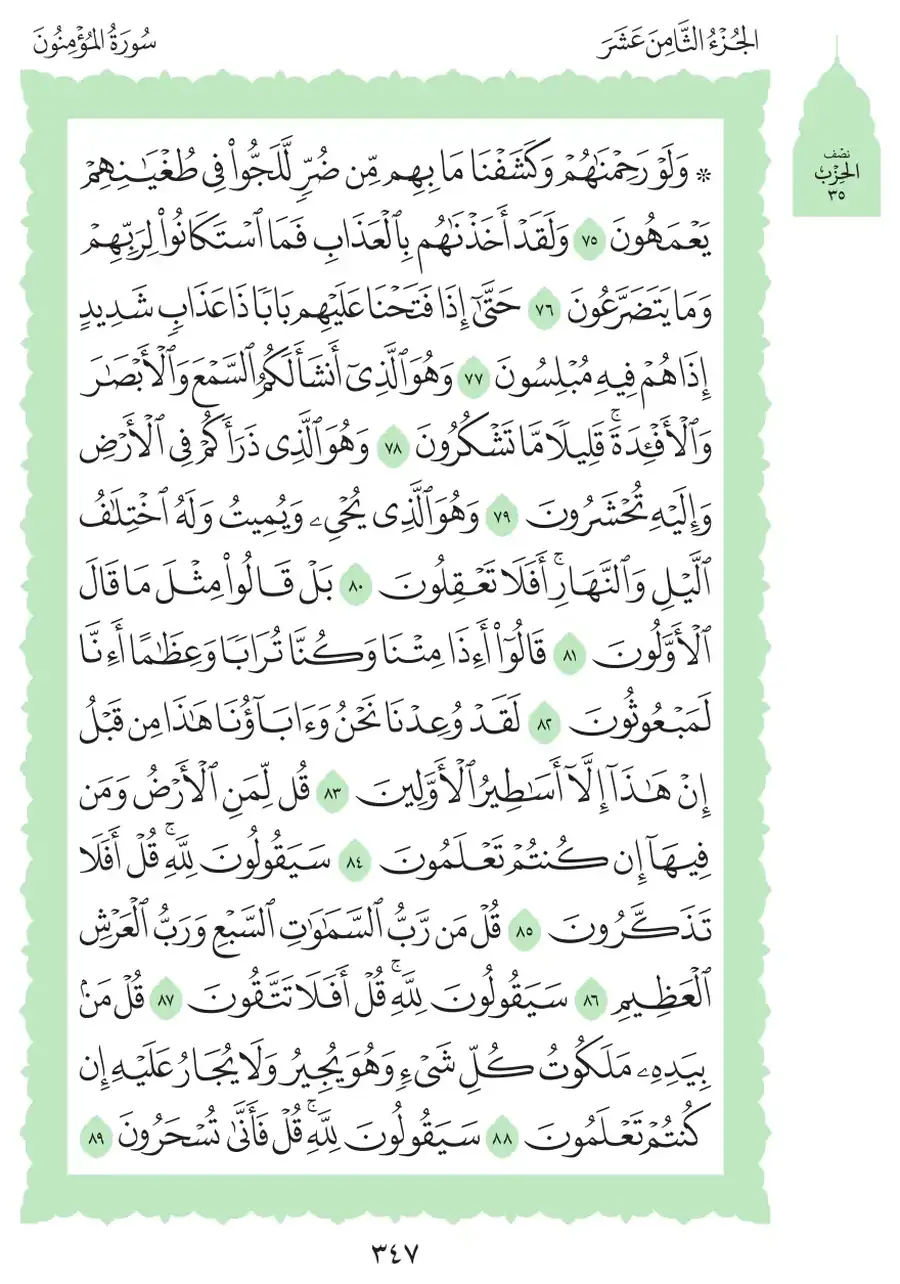 الجُزْءُ الثَّامِنَ عَشَرَ
سُورَةُ المُؤْمِنُونَ
نصف
الحِزْب
٣٥
۞ وَلَوْ رَحِمْنَٰهُمْ وَكَشَفْنَا مَا بِهِم مِّن ضُرٍّ لَّلَجُّوا۟ فِى طُغْيَٰنِهِمْ
يَعْمَهُونَ ٧٥ وَلَقَدْ أَخَذْنَٰهُم بِٱلْعَذَابِ فَمَا ٱسْتَكَانُوا۟ لِرَبِّهِمْ
وَمَا يَتَضَرَّعُونَ ٧٦ حَتَّىٰٓ إِذَا فَتَحْنَا عَلَيْهِم بَابًا ذَا عَذَابٍ شَدِيدٍ
إِذَا هُمْ فِيهِ مُبْلِسُونَ ٧٧ وَهُوَ ٱلَّذِىٓ أَنشَأَ لَكُمُ ٱلسَّمْعَ وَٱلْأَبْصَٰرَ
وَٱلْأَفْـِٔدَةَ ۚ قَلِيلًا مَّا تَشْكُرُونَ ٧٨ وَهُوَ ٱلَّذِى ذَرَأَكُمْ فِى ٱلْأَرْضِ
وَإِلَيْهِ تُحْشَرُونَ ٧٩ وَهُوَ ٱلَّذِى يُحْىِۦ وَيُمِيتُ وَلَهُ ٱخْتِلَٰفُ
ٱلَّيْلِ وَٱلنَّهَارِ ۚ أَفَلَا تَعْقِلُونَ ٨٠ بَلْ قَالُوا۟ مِثْلَ مَا قَالَ
ٱلْأَوَّلُونَ ٨١ قَالُوٓا۟ أَءِذَا مِتْنَا وَكُنَّا تُرَابًا وَعِظَٰمًا أَءِنَّا
لَمَبْعُوثُونَ ٨٢ لَقَدْ وُعِدْنَا نَحْنُ وَءَابَآؤُنَا هَٰذَا مِن قَبْلُ
إِنْ هَٰذَآ إِلَّآ أَسَٰطِيرُ ٱلْأَوَّلِينَ ٨٣ قُل لِّمَنِ ٱلْأَرْضُ وَمَن
فِيهَآ إِن كُنتُمْ تَعْلَمُونَ ٨٤ سَيَقُولُونَ لِلَّهِ ۚ قُلْ أَفَلَا
تَذَكَّرُونَ ٨٥ قُلْ مَن رَّبُّ ٱلسَّمَٰوَٰتِ ٱلسَّبْعِ وَرَبُّ ٱلْعَرْشِ
ٱلْعَظِيمِ ٨٦ سَيَقُولُونَ لِلَّهِ ۚ قُلْ أَفَلَا تَتَّقُونَ ٨٧ قُلْ مَنۢ
بِيَدِهِۦ مَلَكُوتُ كُلِّ شَىْءٍ وَهُوَ يُجِيرُ وَلَا يُجَارُ عَلَيْهِ إِن
كُنتُمْ تَعْلَمُونَ ٨٨ سَيَقُولُونَ لِلَّهِ ۚ قُلْ فَأَنَّىٰ تُسْحَرُونَ ٨٩
٣٤٧